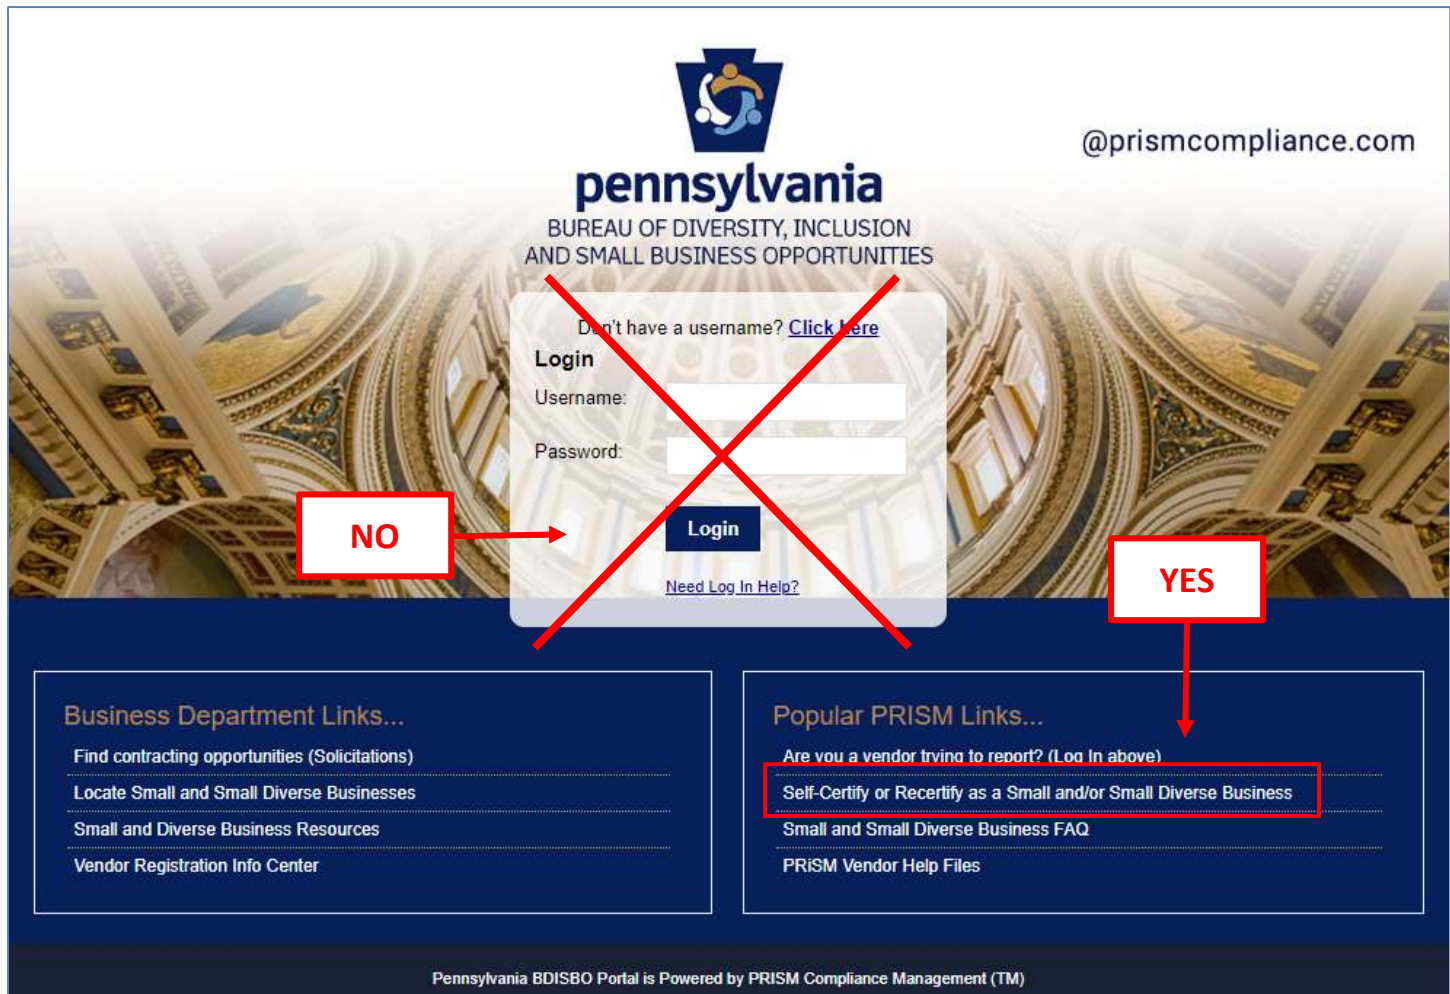 @prismcompliance.com
pennsylvania
BUREAU OF DIVERSITY, INCLUSION
AND SMALL BUSINESS OPPORTUNITIES
Don't have a username? Click here
Login
Username:
Password:
NO
Login
YES
Need Log In Help?
Business Department Links...
Find contracting opportunities (Solicitations)
Locate Small and Small Diverse Businesses
Small and Diverse Business Resources
Vendor Registration Info Center
Popular PRISM Links...
Are you a vendor trying to report? (Log In above)
Self-Certify or Recertify as a Small and/or Small Diverse Business
Small and Small Diverse Business FAQ
PRiSM Vendor Help Files
Pennsylvania BDISBO Portal is Powered by PRISM Compliance Management (TM)